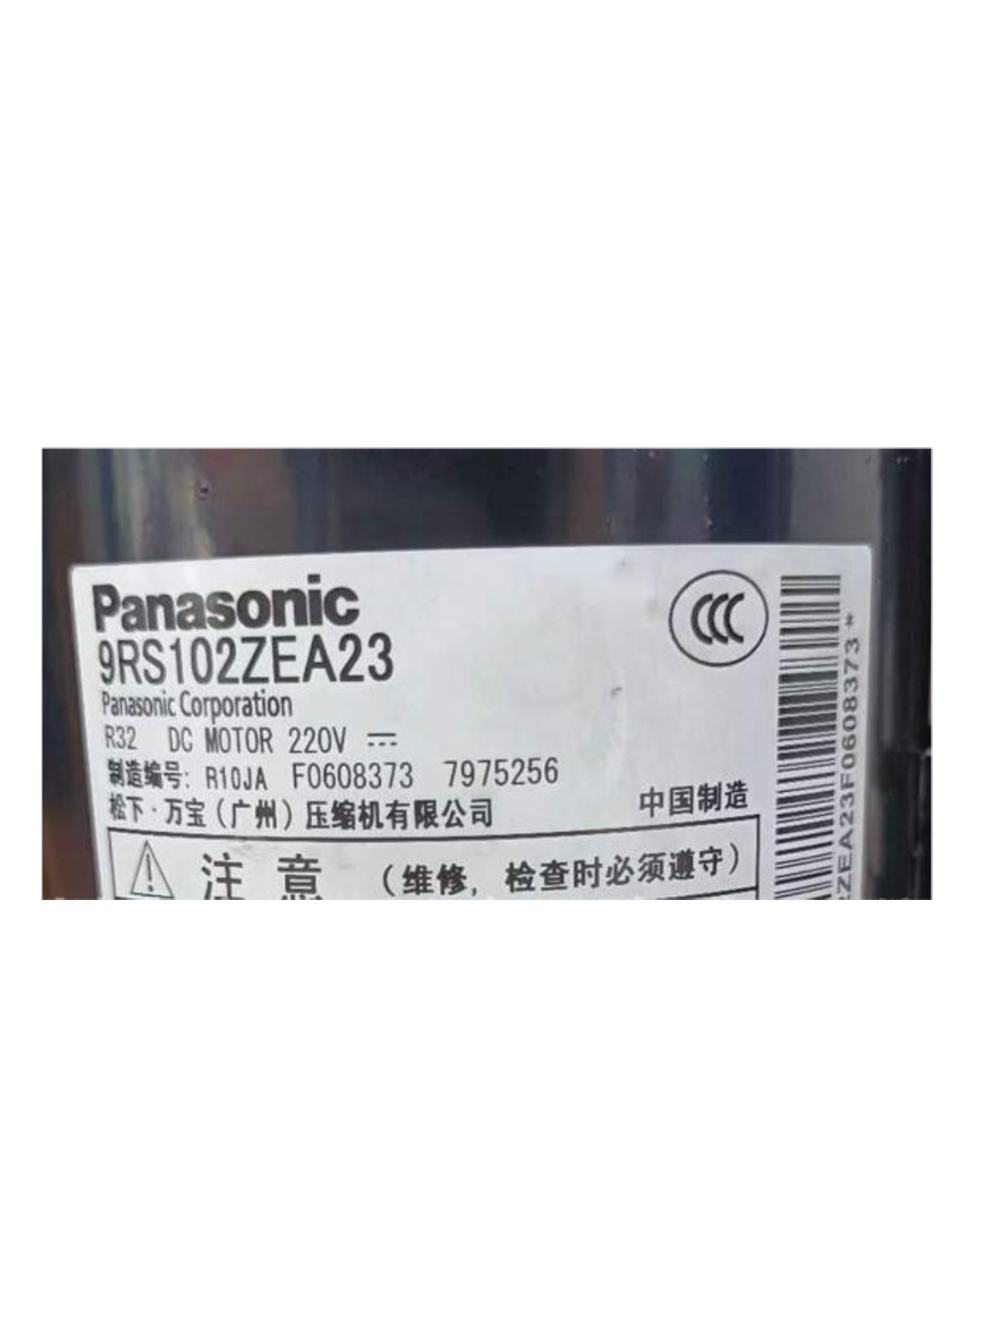 Panasonic
9RS102ZEA23
Panasonic Corporation
R32 DC MOTOR 220V ⎓
制造编号: R10JA F0608373 7975256
松下·万宝(广州)压缩机有限公司
中国制造
注意 (维修, 检查时必须遵守)
CCC
ZEA23F0608373*